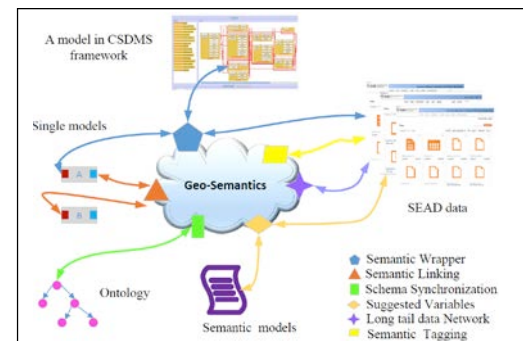 A model in CSDMS
framework
Single models
A
B
Geo-Semantics
SEAD data
Ontology
Semantic models
Semantic Wrapper
Semantic Linking
Schema Synchronization
Suggested Variables
Long tail data Network
Semantic Tagging